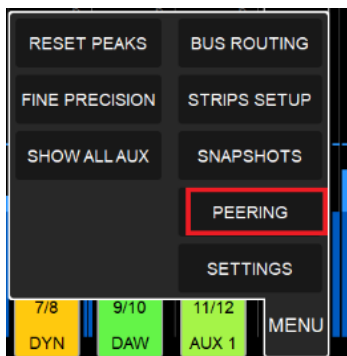 RESET PEAKS BUS ROUTING
FINE PRECISION STRIPS SETUP
SHOW ALL AUX SNAPSHOTS
PEERING
SETTINGS
7/8 9/10 11/12
MENU
DYN DAW AUX 1